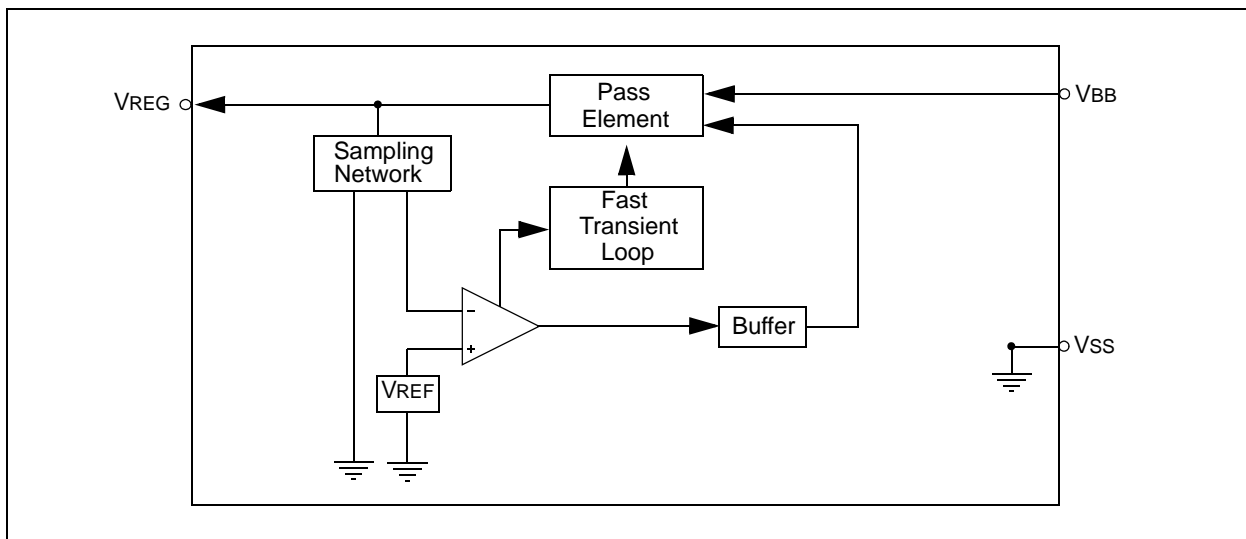 Pass
Element
VREG
VBB
Sampling
Network
Fast
Transient
Loop
-
Buffer
+
VSS
VREF